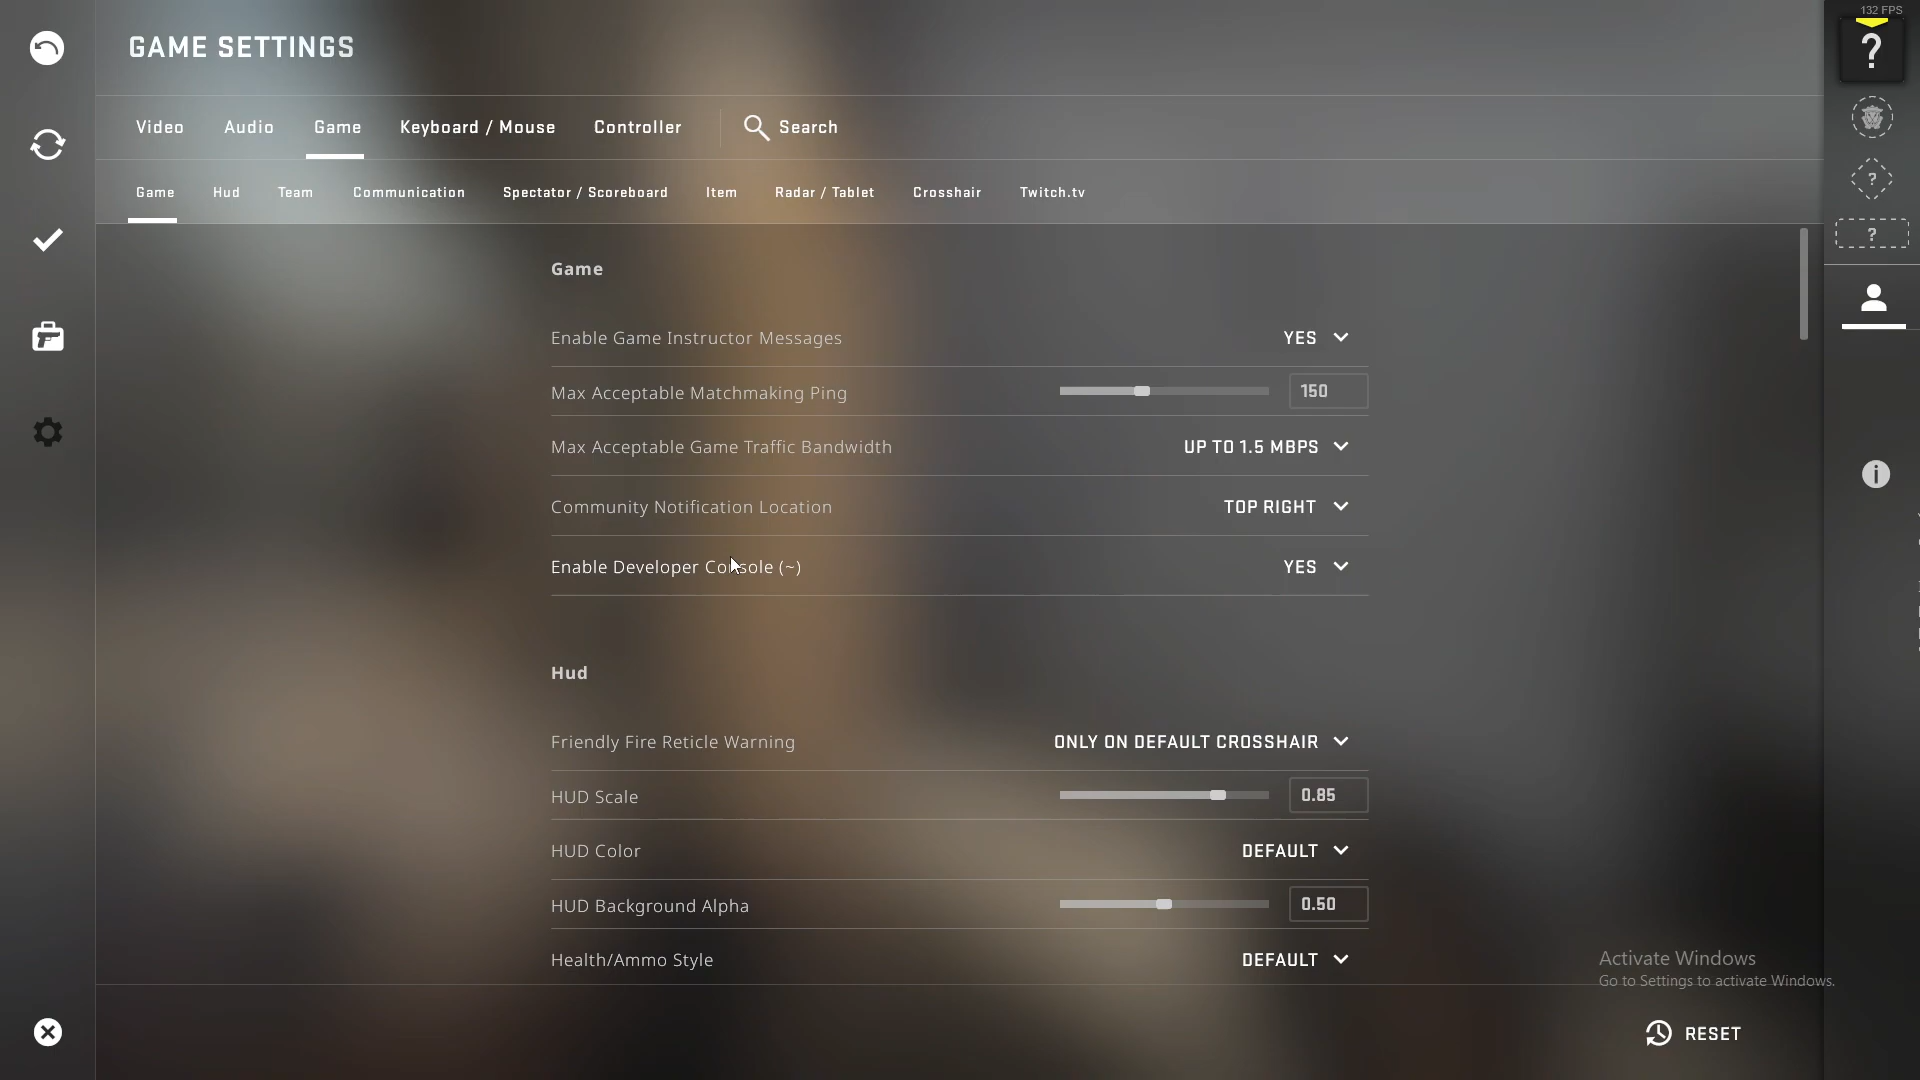 132 FPS
GAME SETTINGS
?
Video Audio Game Keyboard / Mouse Controller Search
Game Hud Team Communication Spectator / Scoreboard Item Radar / Tablet Crosshair Twitch.tv
?
?
Game
Enable Game Instructor Messages YES
Max Acceptable Matchmaking Ping 150
Max Acceptable Game Traffic Bandwidth UP TO 1.5 MBPS
Community Notification Location TOP RIGHT
Enable Developer Console (~) YES
Hud
Friendly Fire Reticle Warning ONLY ON DEFAULT CROSSHAIR
HUD Scale 0.85
HUD Color DEFAULT
HUD Background Alpha 0.50
Health/Ammo Style DEFAULT
Activate Windows
Go to Settings to activate Windows.
RESET